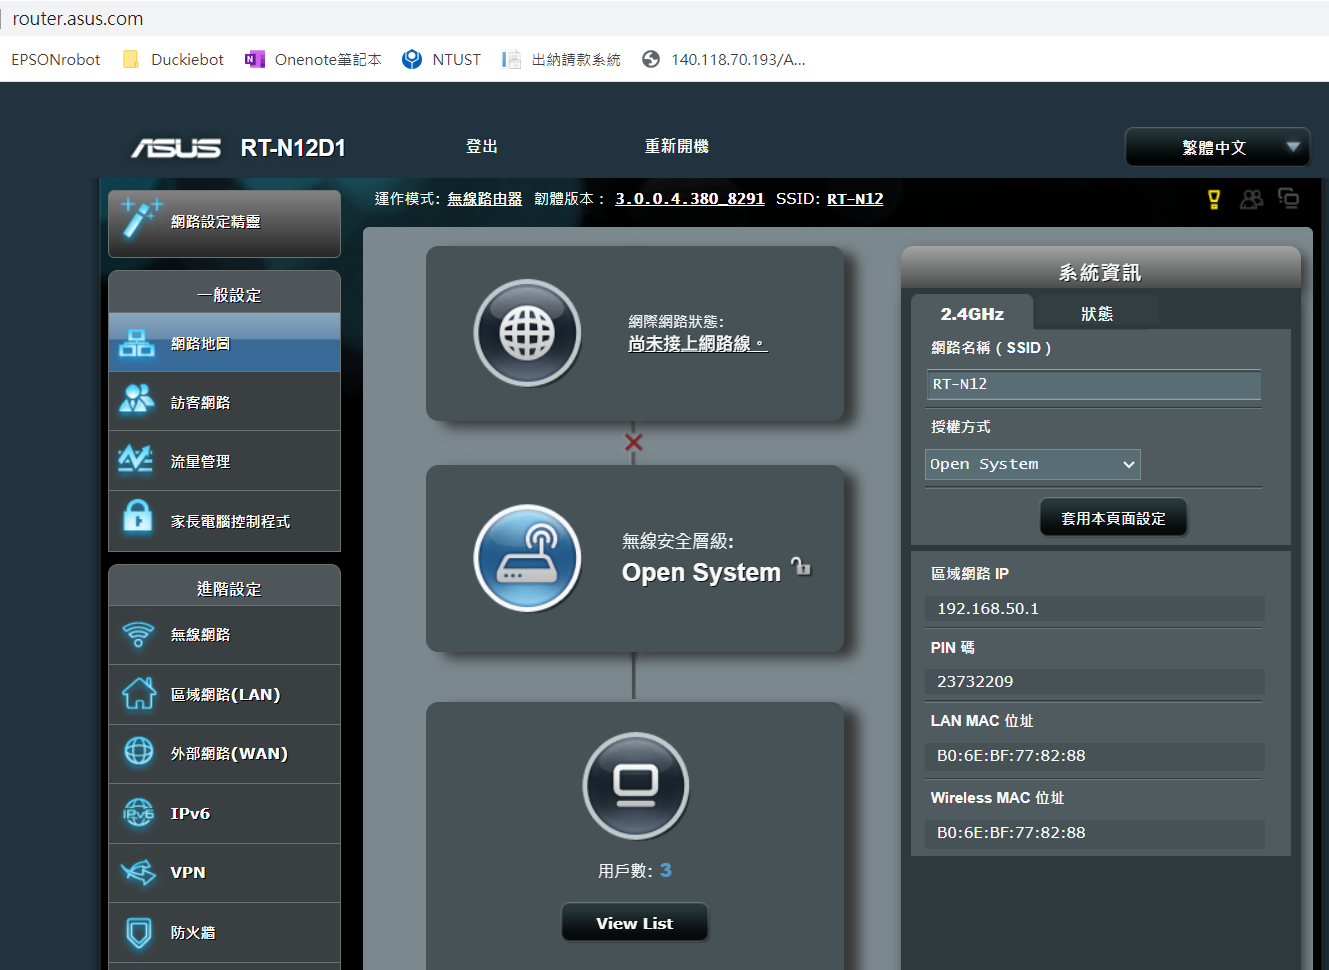 router.asus.com
EPSONrobot Duckiebot Onenote筆記本 NTUST 出納請款系統 140.118.70.193/A...
ASUS RT-N12D1 登出 重新開機 繁體中文
運作模式: 無線路由器 韌體版本： 3.0.0.4.380_8291 SSID: RT-N12
網路設定精靈
一般設定
網路地圖
訪客網路
流量管理
家長電腦控制程式
進階設定
無線網路
區域網路(LAN)
外部網路(WAN)
IPv6
VPN
防火牆
網際網路狀態:
尚未接上網路線。
無線安全層級:
Open System
用戶數: 3
View List
系統資訊
2.4GHz 狀態
網路名稱 ( SSID )
RT-N12
授權方式
Open System
套用本頁面設定
區域網路 IP
192.168.50.1
PIN 碼
23732209
LAN MAC 位址
B0:6E:BF:77:82:88
Wireless MAC 位址
B0:6E:BF:77:82:88